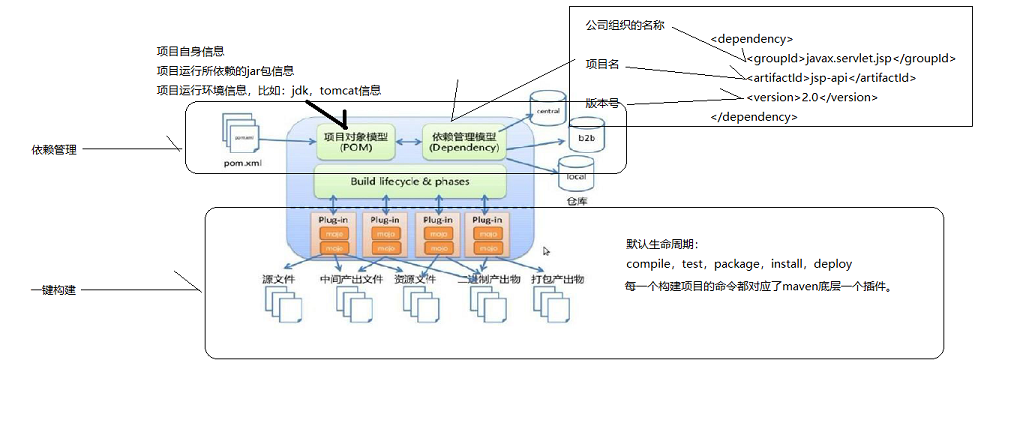 公司组织的名称
<dependency>
<groupId>javax.servlet.jsp</groupId>
项目名
<artifactId>jsp-api</artifactId>
版本号
<version>2.0</version>
</dependency>
项目自身信息
项目运行所依赖的jar包信息
项目运行环境信息，比如：jdk，tomcat信息
依赖管理
pom.xml
pom.xml
项目对象模型
(POM)
依赖管理模型
(Dependency)
central
b2b
local
仓库
Build lifecycle & phases
Plug-in
mojo
mojo
Plug-in
mojo
mojo
Plug-in
mojo
mojo
Plug-in
mojo
mojo
源文件
中间产出文件
资源文件
二进制产出物
打包产出物
一键构建
默认生命周期：
compile，test，package，install，deploy
每一个构建项目的命令都对应了maven底层一个插件。